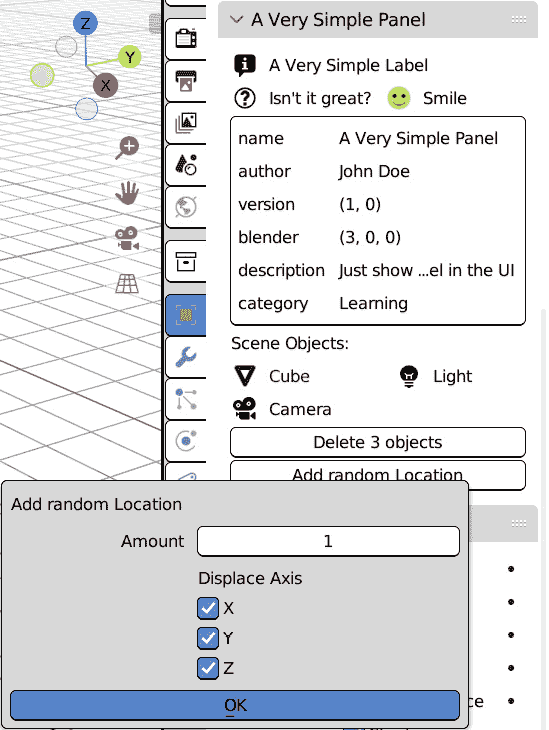 Z
Y
X
A Very Simple Panel
A Very Simple Label
Isn't it great? Smile
name A Very Simple Panel
author John Doe
version (1, 0)
blender (3, 0, 0)
description Just show ...el in the UI
category Learning
Scene Objects:
Cube Light
Camera
Delete 3 objects
Add random Location
Add random Location
Amount 1
Displace Axis
X
Y
Z
OK